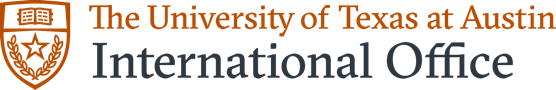 The University of Texas at Austin
International Office